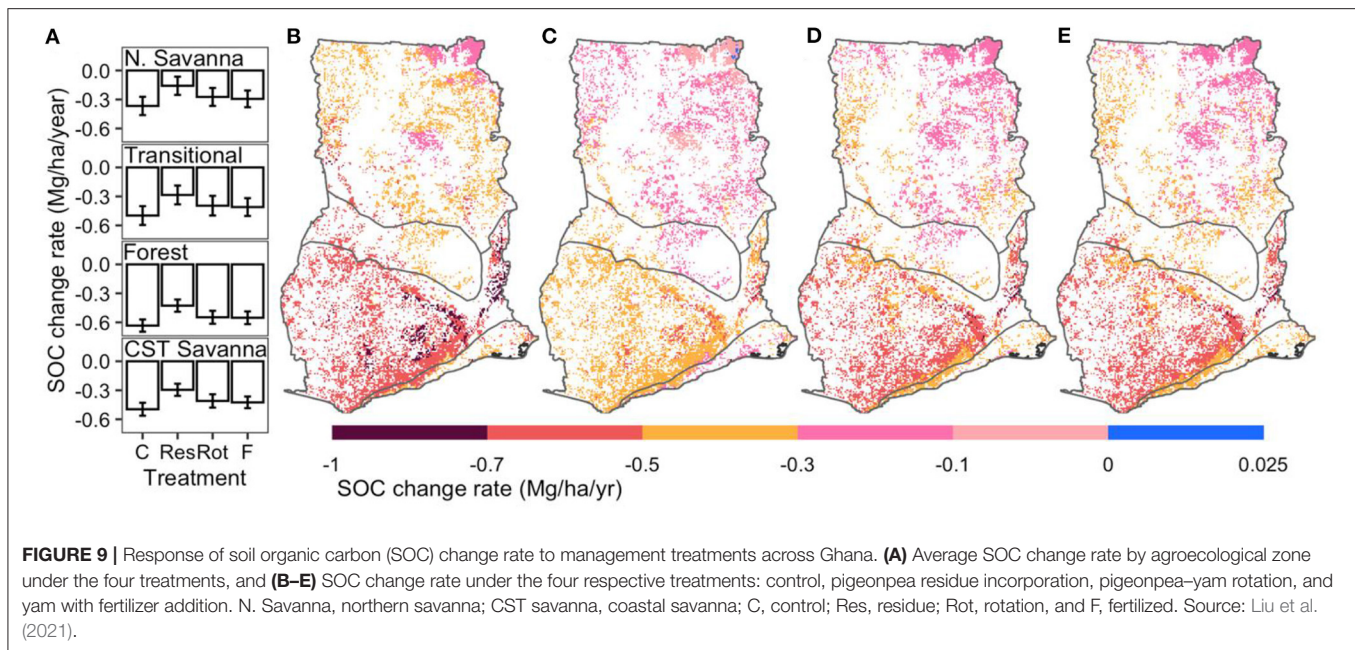 A
B
C
D
E
SOC change rate (Mg/ha/year)
N. Savanna
0.0
-0.3
-0.6
Transitional
0.0
-0.3
-0.6
Forest
0.0
-0.3
-0.6
CST Savanna
0.0
-0.3
-0.6
C Res Rot F
Treatment
-1 -0.7 -0.5 -0.3 -0.1 0 0.025
SOC change rate (Mg/ha/yr)
FIGURE 9 | Response of soil organic carbon (SOC) change rate to management treatments across Ghana. (A) Average SOC change rate by agroecological zone
under the four treatments, and (B–E) SOC change rate under the four respective treatments: control, pigeonpea residue incorporation, pigeonpea–yam rotation, and
yam with fertilizer addition. N. Savanna, northern savanna; CST savanna, coastal savanna; C, control; Res, residue; Rot, rotation, and F, fertilized. Source: Liu et al.
(2021).